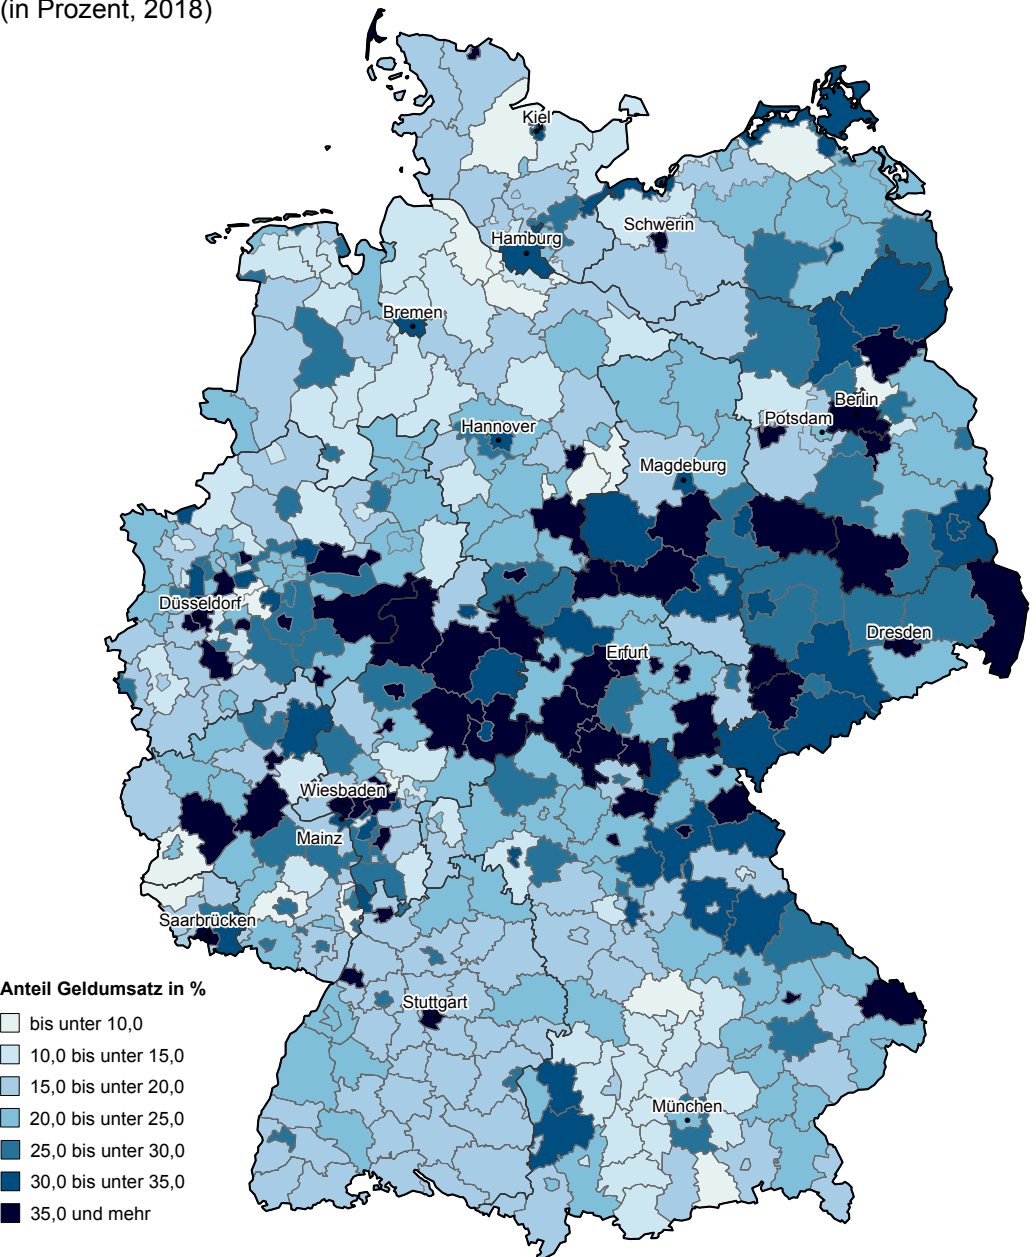 (in Prozent, 2018)
Kiel
Schwerin
Hamburg
Bremen
Berlin
Potsdam
Hannover
Magdeburg
Düsseldorf
Dresden
Erfurt
Wiesbaden
Mainz
Saarbrücken
Stuttgart
München
Anteil Geldumsatz in %
bis unter 10,0
10,0 bis unter 15,0
15,0 bis unter 20,0
20,0 bis unter 25,0
25,0 bis unter 30,0
30,0 bis unter 35,0
35,0 und mehr